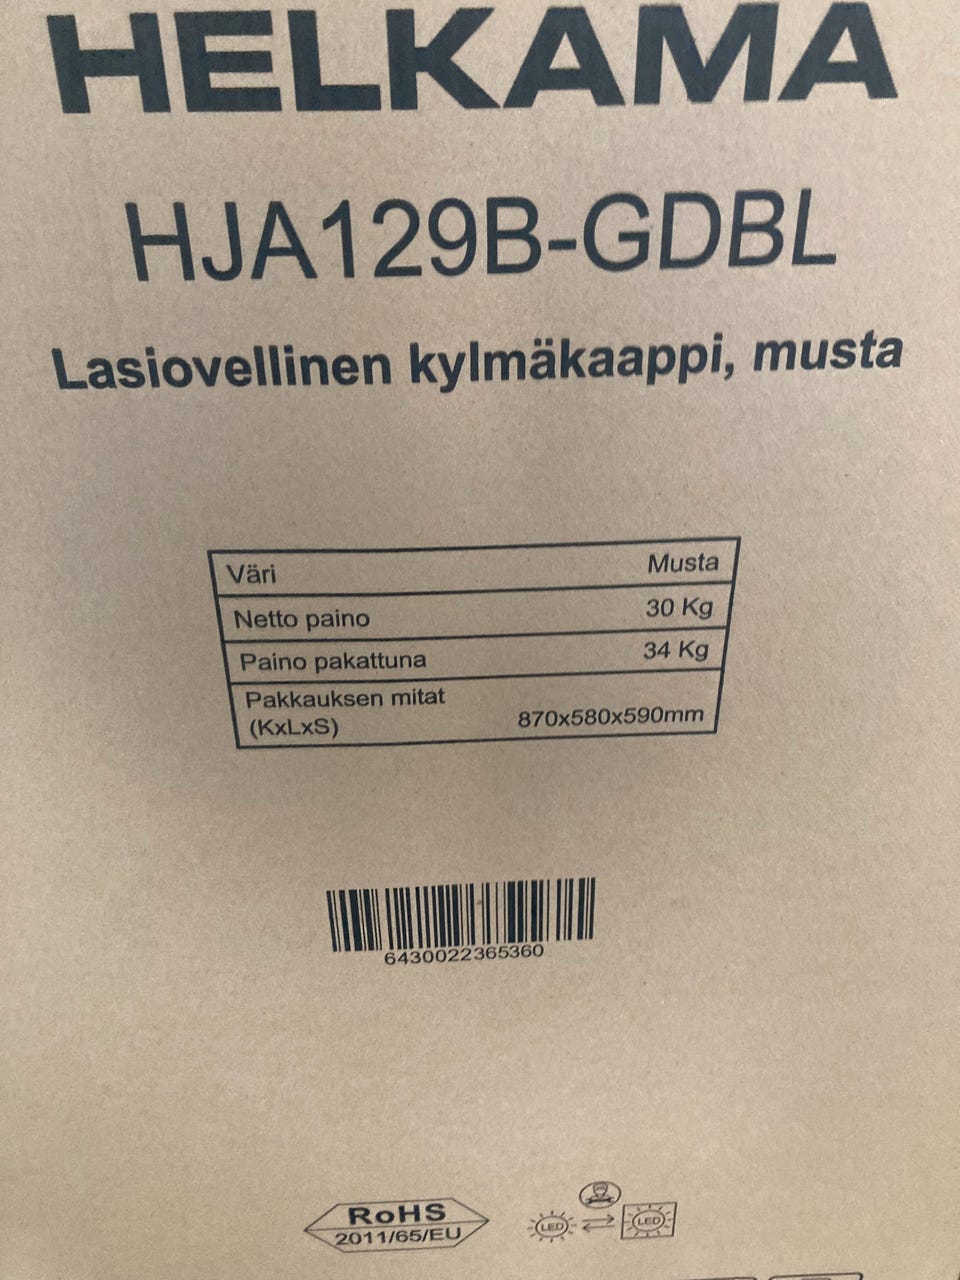 HELKAMA
HJA129B-GDBL
Lasiovellinen kylmäkaappi, musta
Väri Musta
Netto paino 30 Kg
Paino pakattuna 34 Kg
Pakkauksen mitat
(KxLxS) 870x580x590mm
6430022365360
RoHS
2011/65/EU
LED LED